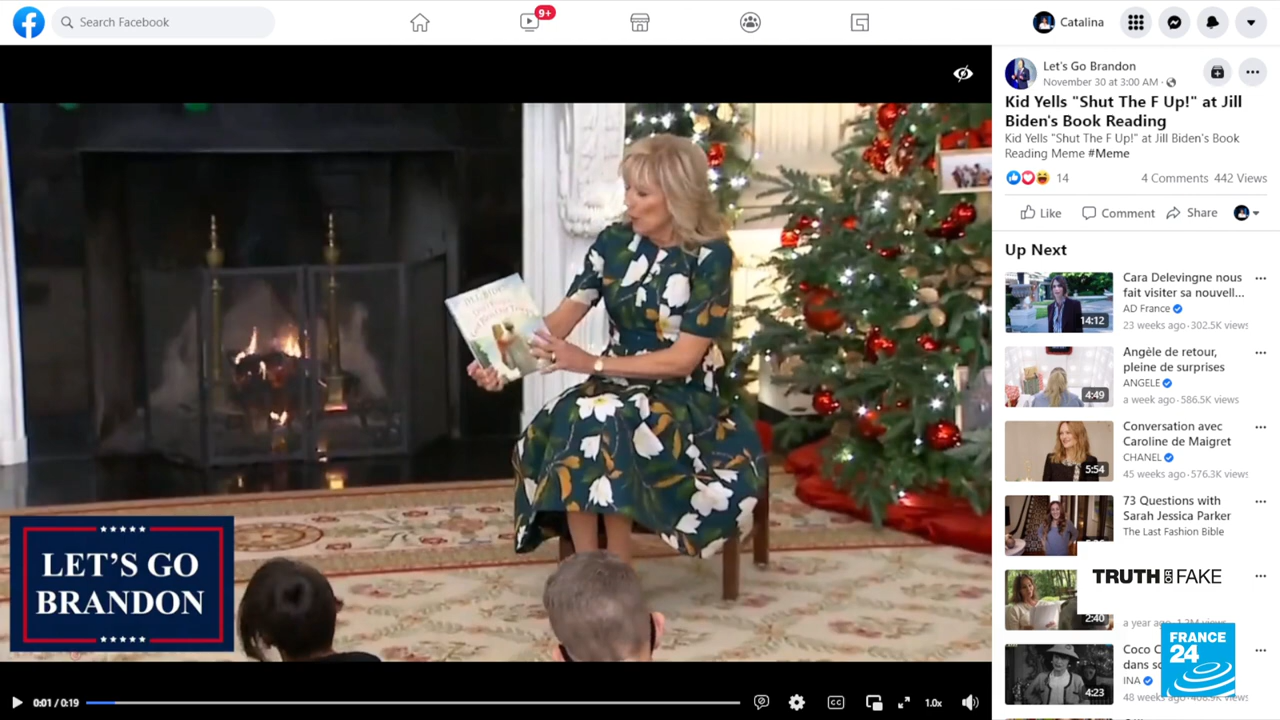 Search Facebook
9+
Catalina
Let's Go Brandon
November 30 at 3:00 AM ·
Kid Yells "Shut The F Up!" at Jill
Biden's Book Reading
Kid Yells "Shut The F Up!" at Jill Biden's Book
Reading Meme #Meme
14
4 Comments 442 Views
Like
Comment
Share
Up Next
Cara Delevingne nous
fait visiter sa nouvell...
AD France
23 weeks ago · 302.5K views
14:12
Angèle de retour,
pleine de surprises
ANGELE
a week ago · 586.5K views
4:49
Conversation avec
Caroline de Maigret
CHANEL
45 weeks ago · 576.3K views
5:54
73 Questions with
Sarah Jessica Parker
The Last Fashion Bible
TRUTH OR FAKE
2:40
a year ago
Coco
dans
INA
48 weeks ago
4:23
FRANCE
24
JILL BIDEN
LET'S GO
BRANDON
0:01 / 0:19
CC
1.0x